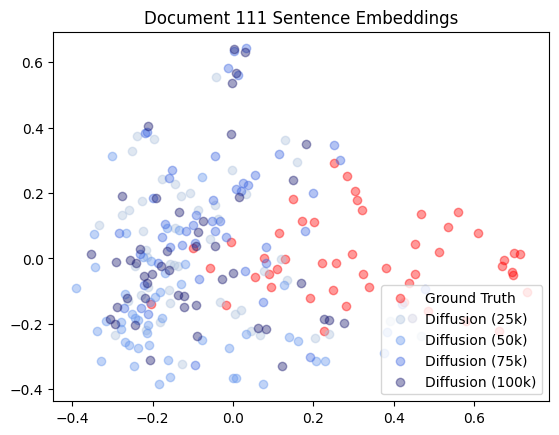 Document 111 Sentence Embeddings
0.6
0.4
0.2
0.0
−0.2
−0.4
−0.4
−0.2
0.0
0.2
0.4
0.6
Ground Truth
Diffusion (25k)
Diffusion (50k)
Diffusion (75k)
Diffusion (100k)